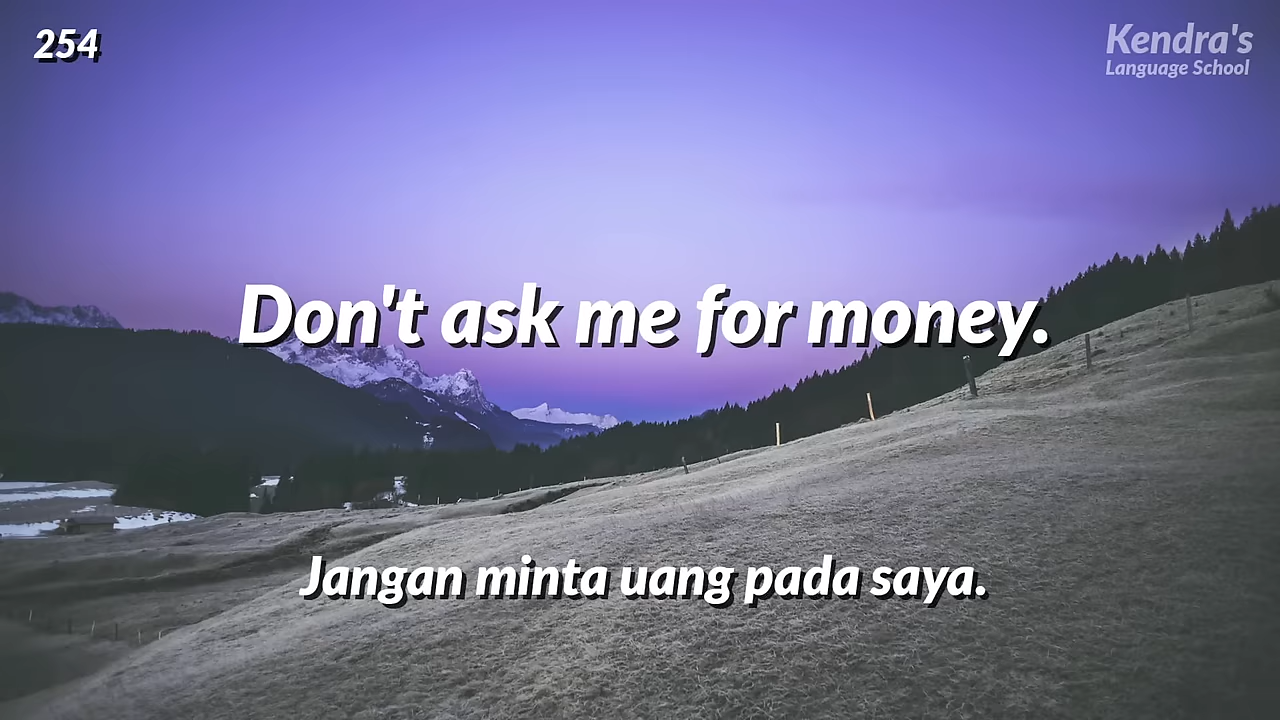 254
Kendra's
Language School
Don't ask me for money.
Jangan minta uang pada saya.